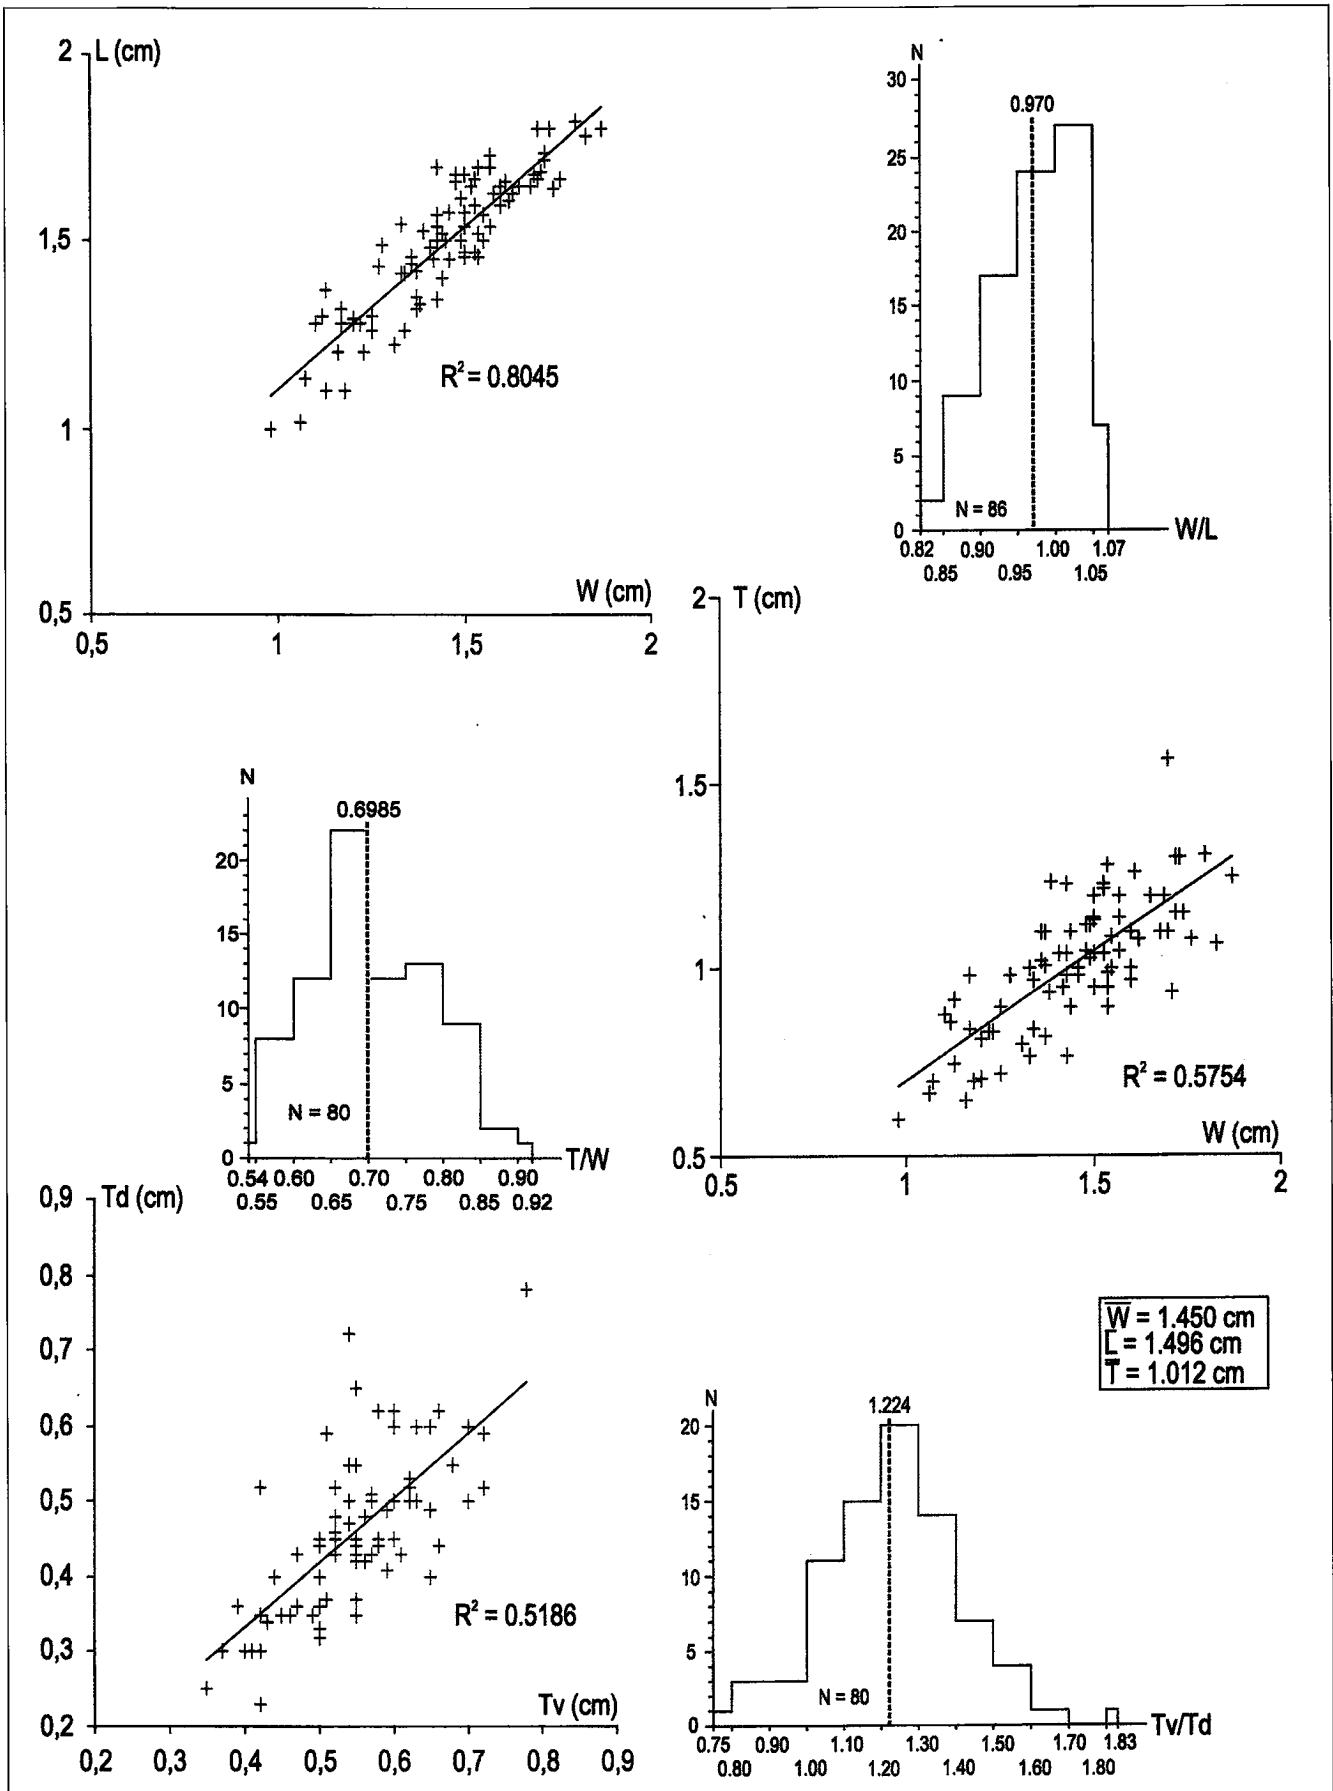 2 L (cm)
1,5
1
0,5
R² = 0.8045
W (cm)
0,5 1 1,5 2
N
30
25
20
15
10
5
0
0.970
N = 86
W/L
0.82 0.90 1.00 1.07
0.85 0.95 1.05
2 T (cm)
1.5
1
0.5
R² = 0.5754
W (cm)
0.5 1 1.5 2
N
20
15
10
5
0
0.6985
N = 80
T/W
0.54 0.60 0.70 0.80 0.90
0.55 0.65 0.75 0.85 0.92
0,9 Td (cm)
0,8
0,7
0,6
0,5
0,4
0,3
0,2
R² = 0.5186
Tv (cm)
0,2 0,3 0,4 0,5 0,6 0,7 0,8 0,9
W̅ = 1.450 cm
L̅ = 1.496 cm
T̅ = 1.012 cm
N
20
15
10
5
0
1.224
N = 80
Tv/Td
0.75 0.90 1.10 1.30 1.50 1.70 1.83
0.80 1.00 1.20 1.40 1.60 1.80